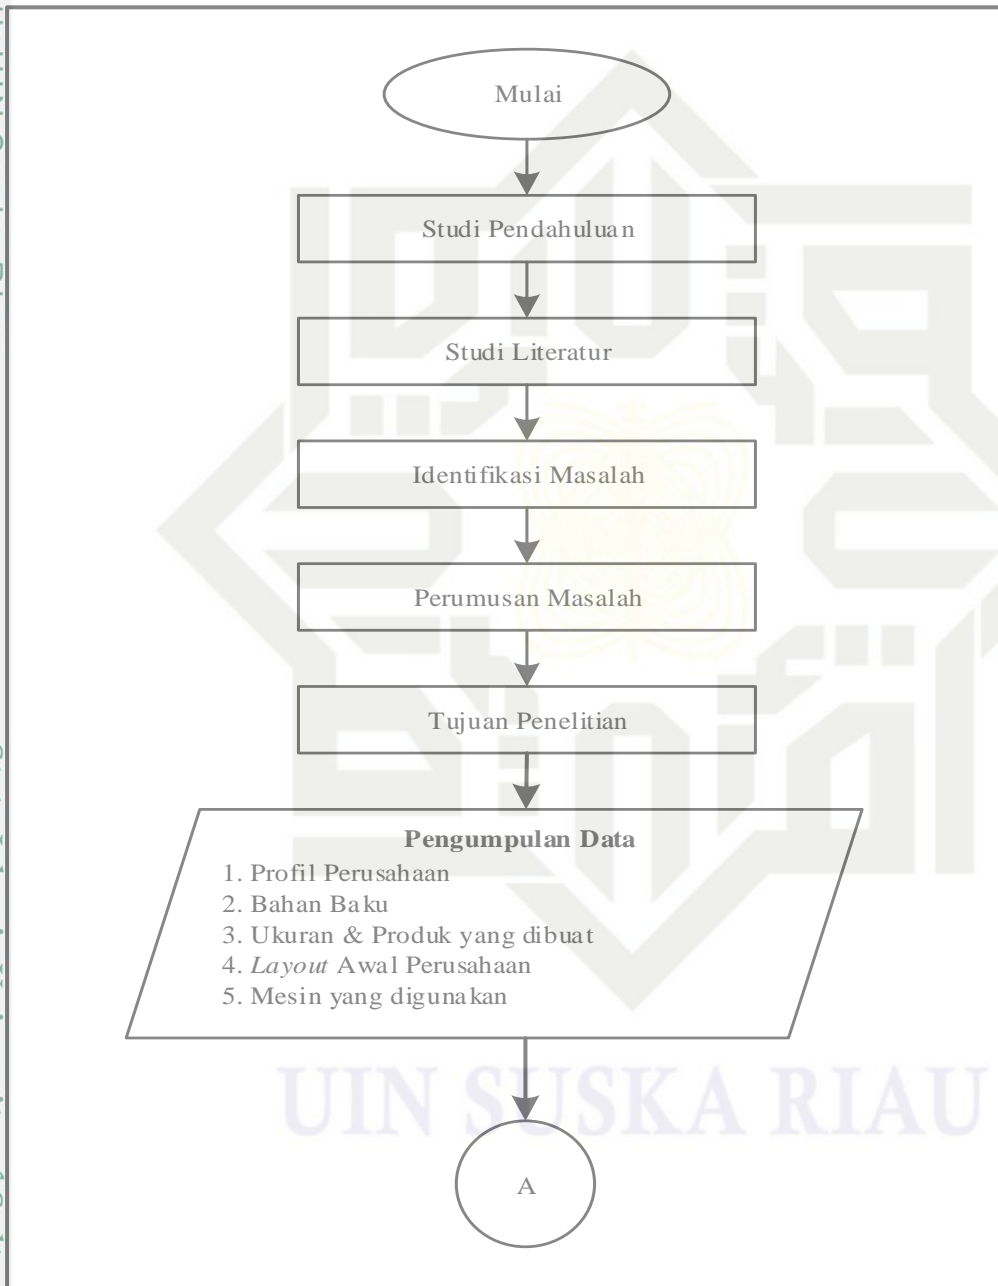 Mulai
Studi Pendahuluan
Studi Literatur
Identifikasi Masalah
Perumusan Masalah
Tujuan Penelitian
Pengumpulan Data
1. Profil Perusahaan
2. Bahan Baku
3. Ukuran & Produk yang dibuat
4. Layout Awal Perusahaan
5. Mesin yang digunakan
UIN SUSKA RIAU
A